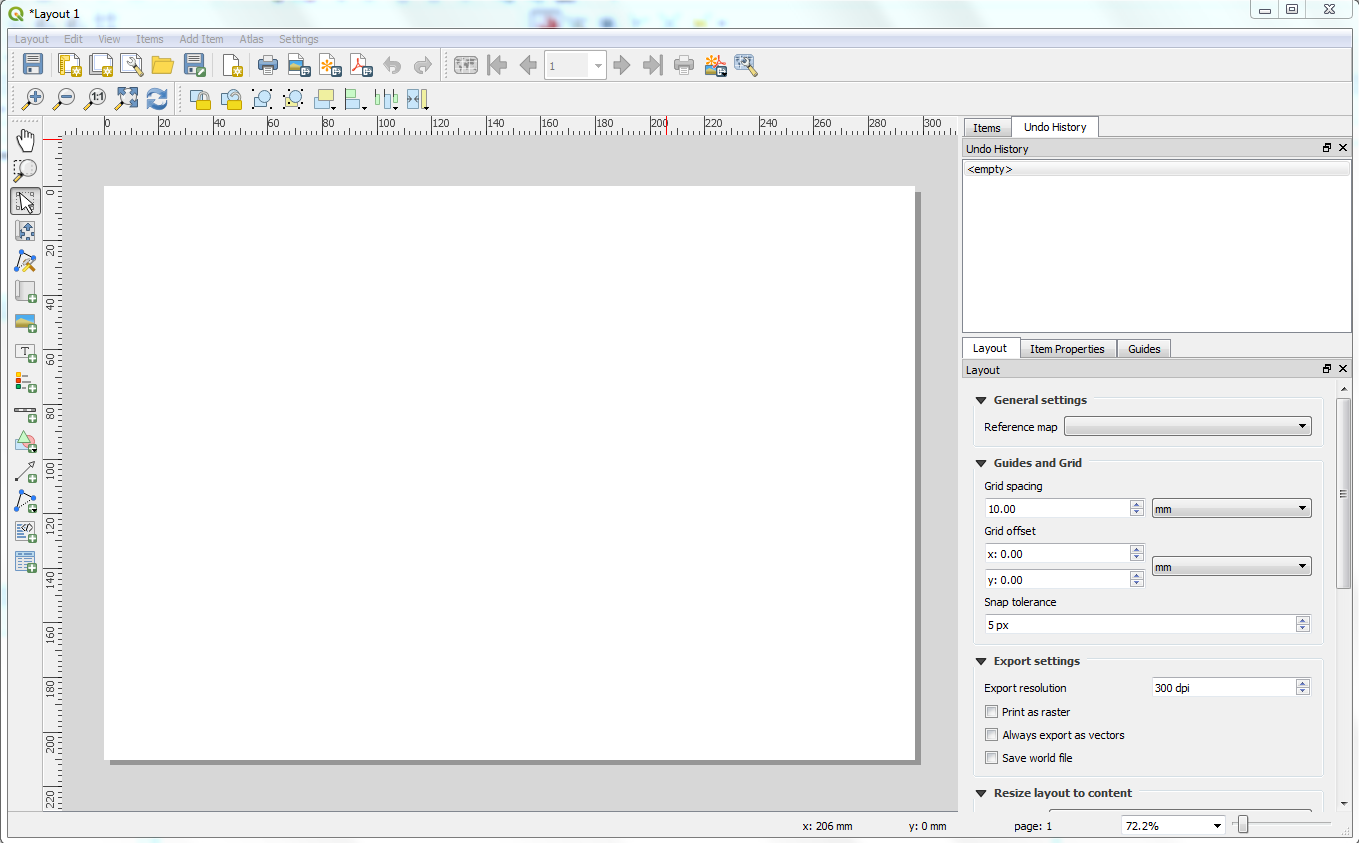 *Layout 1
Layout Edit View Items Add Item Atlas Settings
1
1:1
0 20 40 60 80 100 120 140 160 180 200 220 240 260 280 300
Items Undo History
Undo History
<empty>
0
20
40
60
80
100
120
140
160
180
200
220
T
Layout Item Properties Guides
Layout
General settings
Reference map
Guides and Grid
Grid spacing
10.00 mm
Grid offset
x: 0.00
mm
y: 0.00
Snap tolerance
5 px
Export settings
Export resolution 300 dpi
Print as raster
Always export as vectors
Save world file
Resize layout to content
x: 206 mm y: 0 mm page: 1 72.2%